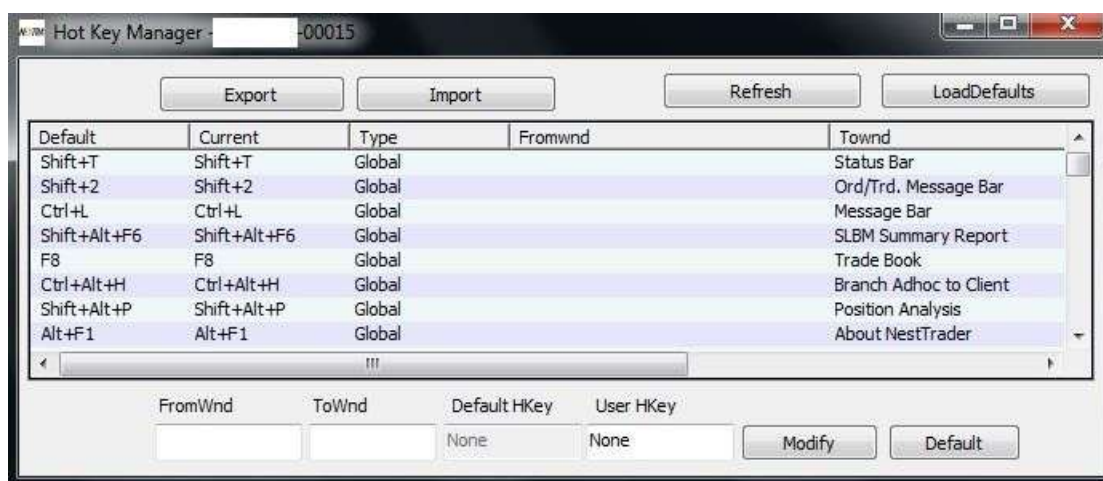 Hot Key Manager - -00015
Export Import Refresh LoadDefaults
Default Current Type Fromwnd Townd
Shift+T Shift+T Global Status Bar
Shift+2 Shift+2 Global Ord/Trd. Message Bar
Ctrl+L Ctrl+L Global Message Bar
Shift+Alt+F6 Shift+Alt+F6 Global SLBM Summary Report
F8 F8 Global Trade Book
Ctrl+Alt+H Ctrl+Alt+H Global Branch Adhoc to Client
Shift+Alt+P Shift+Alt+P Global Position Analysis
Alt+F1 Alt+F1 Global About NestTrader
FromWnd ToWnd Default HKey User HKey
None None Modify Default